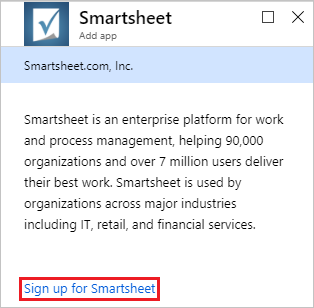 Smartsheet
Add app
Smartsheet.com, Inc.
Smartsheet is an enterprise platform for work
and process management, helping 90,000
organizations and over 7 million users deliver
their best work. Smartsheet is used by
organizations across major industries
including IT, retail, and financial services.
Sign up for Smartsheet